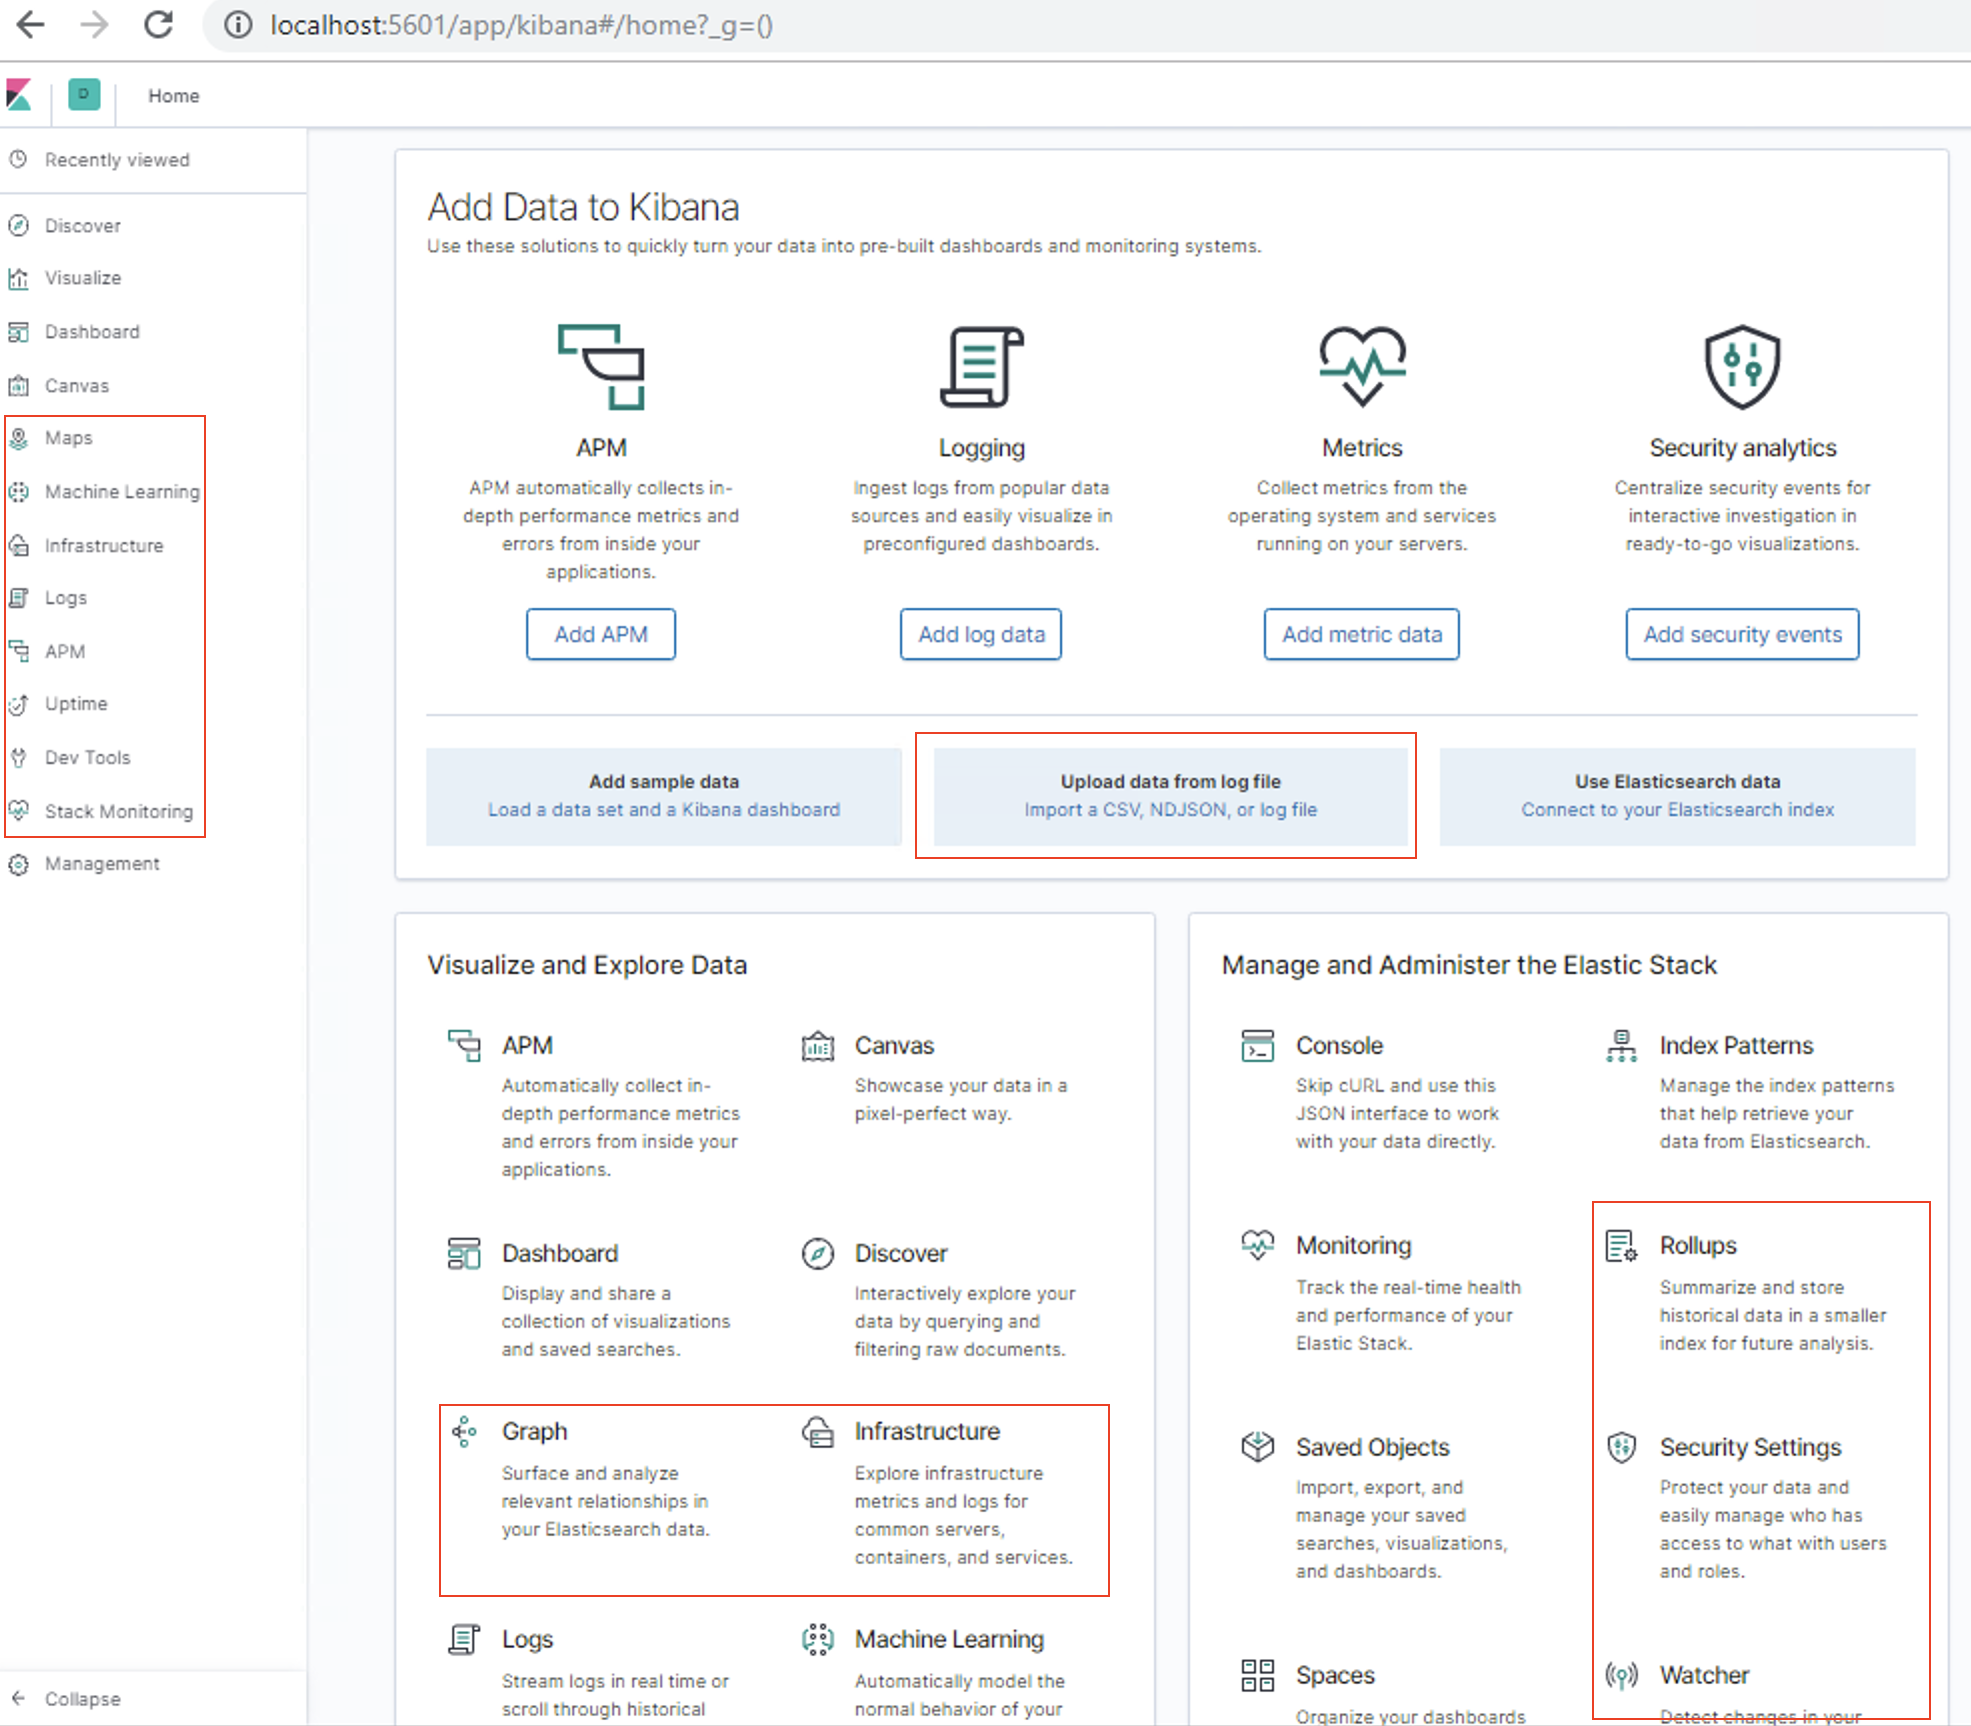 localhost:5601/app/kibana#/home?_g=()
D
Home
Recently viewed
Discover
Visualize
Dashboard
Canvas
Maps
Machine Learning
Infrastructure
Logs
APM
Uptime
Dev Tools
Stack Monitoring
Management
Collapse
Add Data to Kibana
Use these solutions to quickly turn your data into pre-built dashboards and monitoring systems.
APM
APM automatically collects in-
depth performance metrics and
errors from inside your
applications.
Add APM
Logging
Ingest logs from popular data
sources and easily visualize in
preconfigured dashboards.
Add log data
Metrics
Collect metrics from the
operating system and services
running on your servers.
Add metric data
Security analytics
Centralize security events for
interactive investigation in
ready-to-go visualizations.
Add security events
Add sample data
Load a data set and a Kibana dashboard
Upload data from log file
Import a CSV, NDJSON, or log file
Use Elasticsearch data
Connect to your Elasticsearch index
Visualize and Explore Data
APM
Automatically collect in-
depth performance metrics
and errors from inside your
applications.
Canvas
Showcase your data in a
pixel-perfect way.
Dashboard
Display and share a
collection of visualizations
and saved searches.
Discover
Interactively explore your
data by querying and
filtering raw documents.
Graph
Surface and analyze
relevant relationships in
your Elasticsearch data.
Infrastructure
Explore infrastructure
metrics and logs for
common servers,
containers, and services.
Logs
Stream logs in real time or
scroll through historical
Machine Learning
Automatically model the
normal behavior of your
Manage and Administer the Elastic Stack
Console
Skip cURL and use this
JSON interface to work
with your data directly.
Index Patterns
Manage the index patterns
that help retrieve your
data from Elasticsearch.
Monitoring
Track the real-time health
and performance of your
Elastic Stack.
Rollups
Summarize and store
historical data in a smaller
index for future analysis.
Saved Objects
Import, export, and
manage your saved
searches, visualizations,
and dashboards.
Security Settings
Protect your data and
easily manage who has
access to what with users
and roles.
Spaces
Organize your dashboards
Watcher
Detect changes in your